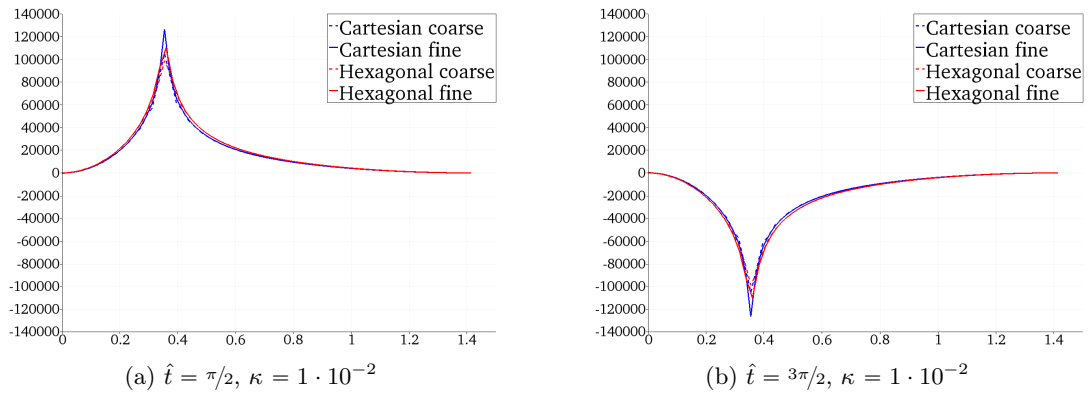 140000
120000
100000
80000
60000
40000
20000
0
-20000
-40000
-60000
-80000
-100000
-120000
-140000
0 0.2 0.4 0.6 0.8 1 1.2 1.4
Cartesian coarse
Cartesian fine
Hexagonal coarse
Hexagonal fine
(a) t̂ = π/2, κ = 1 · 10⁻²
140000
120000
100000
80000
60000
40000
20000
0
-20000
-40000
-60000
-80000
-100000
-120000
-140000
0 0.2 0.4 0.6 0.8 1 1.2 1.4
Cartesian coarse
Cartesian fine
Hexagonal coarse
Hexagonal fine
(b) t̂ = 3π/2, κ = 1 · 10⁻²